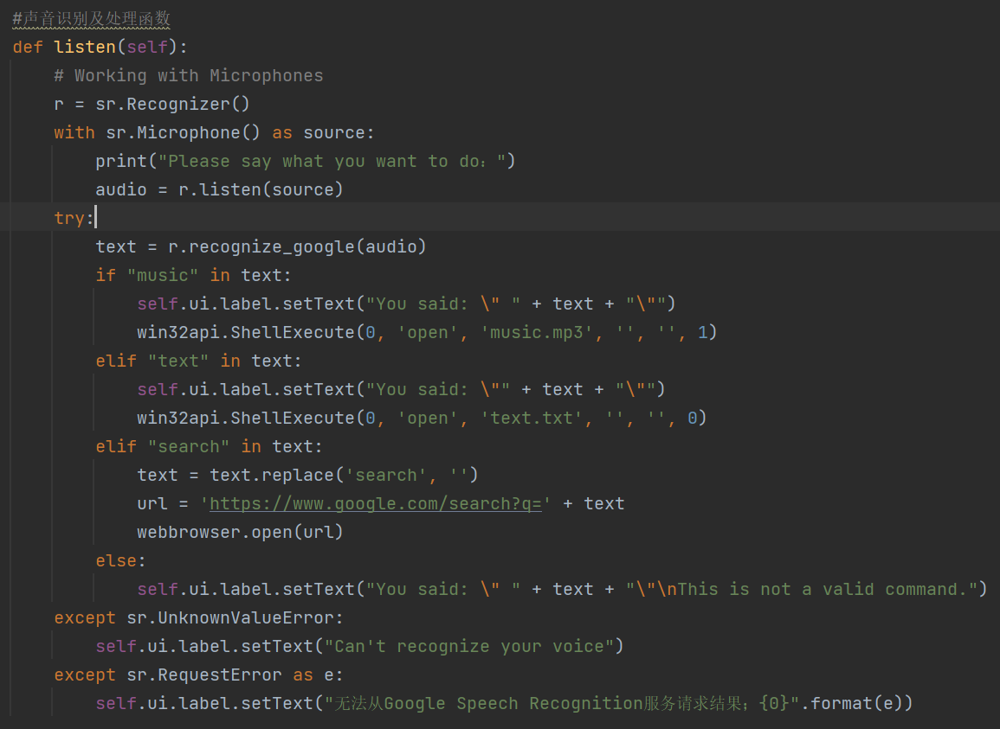 #声音识别及处理函数
def listen(self):
    # Working with Microphones
    r = sr.Recognizer()
    with sr.Microphone() as source:
        print("Please say what you want to do：")
        audio = r.listen(source)
    try:
        text = r.recognize_google(audio)
        if "music" in text:
            self.ui.label.setText("You said: \" " + text + "\"")
            win32api.ShellExecute(0, 'open', 'music.mp3', '', '', 1)
        elif "text" in text:
            self.ui.label.setText("You said: \"" + text + "\"")
            win32api.ShellExecute(0, 'open', 'text.txt', '', '', 0)
        elif "search" in text:
            text = text.replace('search', '')
            url = 'https://www.google.com/search?q=' + text
            webbrowser.open(url)
        else:
            self.ui.label.setText("You said: \" " + text + "\"\nThis is not a valid command.")
    except sr.UnknownValueError:
        self.ui.label.setText("Can't recognize your voice")
    except sr.RequestError as e:
        self.ui.label.setText("无法从Google Speech Recognition服务请求结果；{0}".format(e))